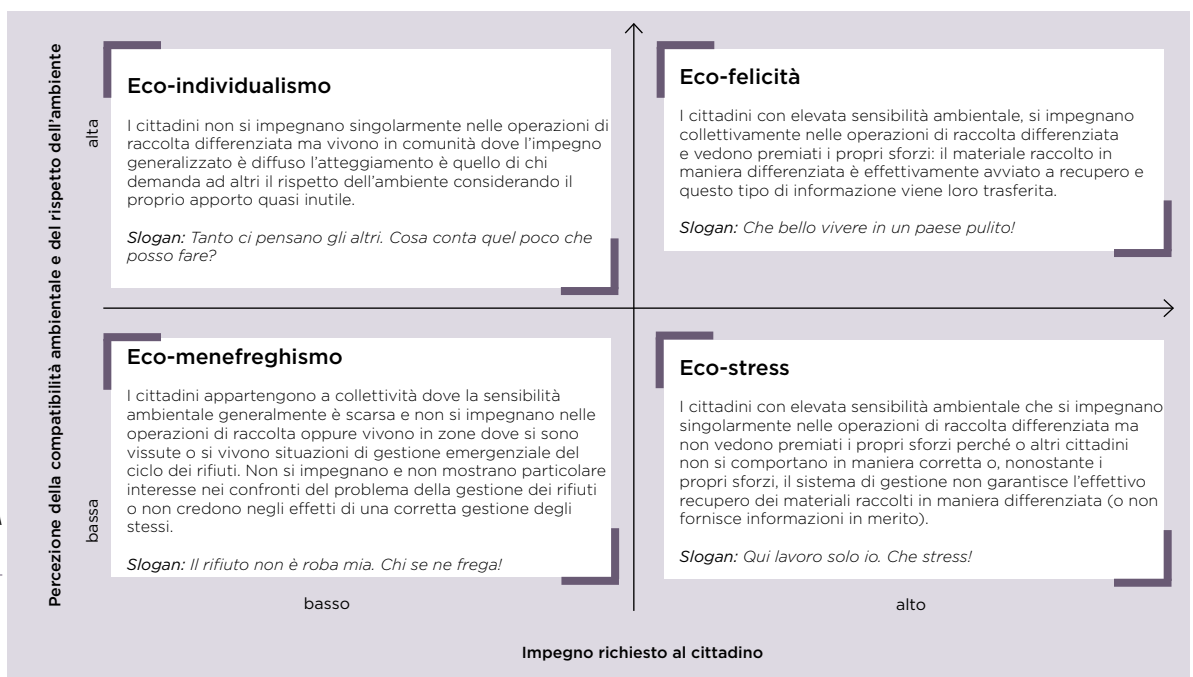 Percezione della compatibilità ambientale e del rispetto dell'ambiente
alta
Eco-individualismo
I cittadini non si impegnano singolarmente nelle operazioni di
raccolta differenziata ma vivono in comunità dove l'impegno
generalizzato è diffuso l'atteggiamento è quello di chi
demanda ad altri il rispetto dell'ambiente considerando il
proprio apporto quasi inutile.
Slogan: Tanto ci pensano gli altri. Cosa conta quel poco che
posso fare?
Eco-felicità
I cittadini con elevata sensibilità ambientale, si impegnano
collettivamente nelle operazioni di raccolta differenziata
e vedono premiati i propri sforzi: il materiale raccolto in
maniera differenziata è effettivamente avviato a recupero e
questo tipo di informazione viene loro trasferita.
Slogan: Che bello vivere in un paese pulito!
bassa
Eco-menefreghismo
I cittadini appartengono a collettività dove la sensibilità
ambientale generalmente è scarsa e non si impegnano nelle
operazioni di raccolta oppure vivono in zone dove si sono
vissute o si vivono situazioni di gestione emergenziale del
ciclo dei rifiuti. Non si impegnano e non mostrano particolare
interesse nei confronti del problema della gestione dei rifiuti
o non credono negli effetti di una corretta gestione degli
stessi.
Slogan: Il rifiuto non è roba mia. Chi se ne frega!
Eco-stress
I cittadini con elevata sensibilità ambientale che si impegnano
singolarmente nelle operazioni di raccolta differenziata ma
non vedono premiati i propri sforzi perché o altri cittadini
non si comportano in maniera corretta o, nonostante i
propri sforzi, il sistema di gestione non garantisce l'effettivo
recupero dei materiali raccolti in maniera differenziata (o non
fornisce informazioni in merito).
Slogan: Qui lavoro solo io. Che stress!
basso
alto
Impegno richiesto al cittadino